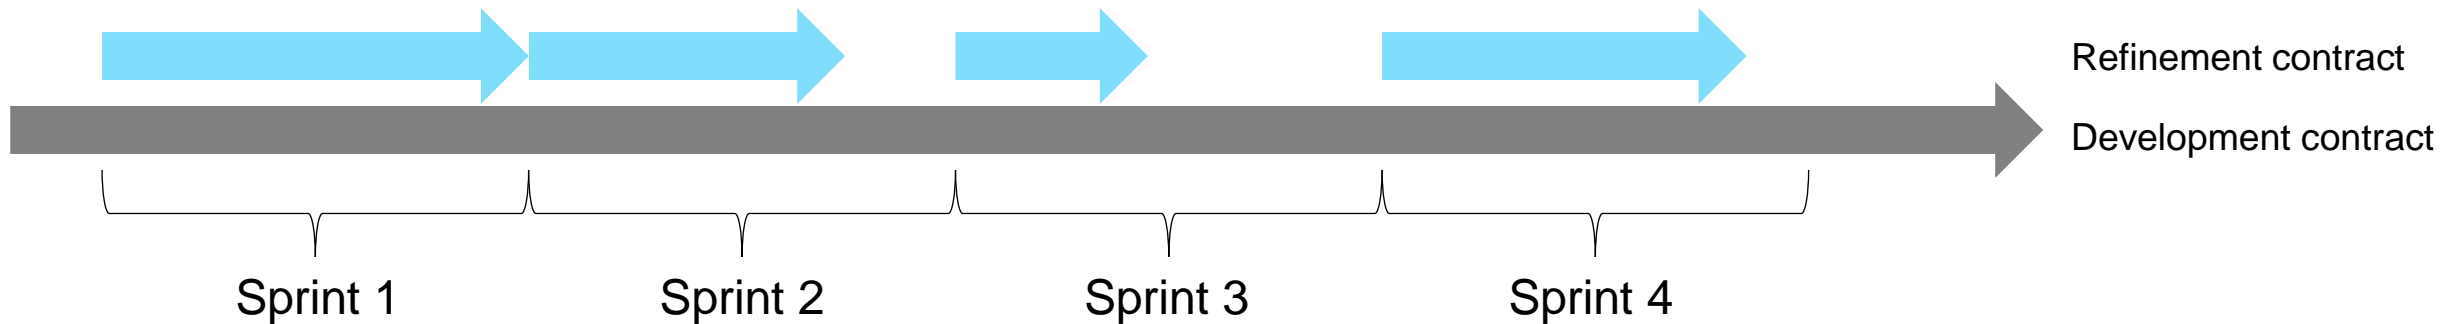 Refinement contract
Development contract
Sprint 1
Sprint 2
Sprint 3
Sprint 4